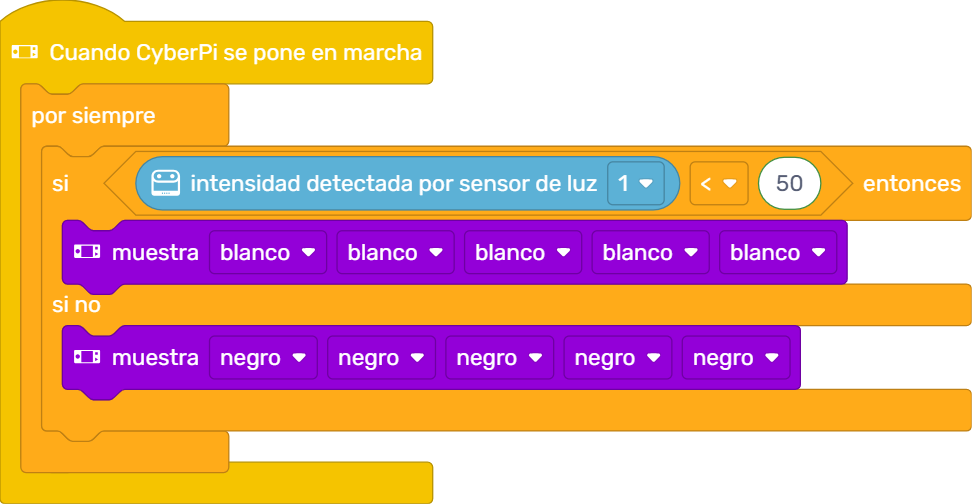 Cuando CyberPi se pone en marcha
por siempre
si intensidad detectada por sensor de luz 1 < 50 entonces
muestra blanco blanco blanco blanco blanco
si no
muestra negro negro negro negro negro